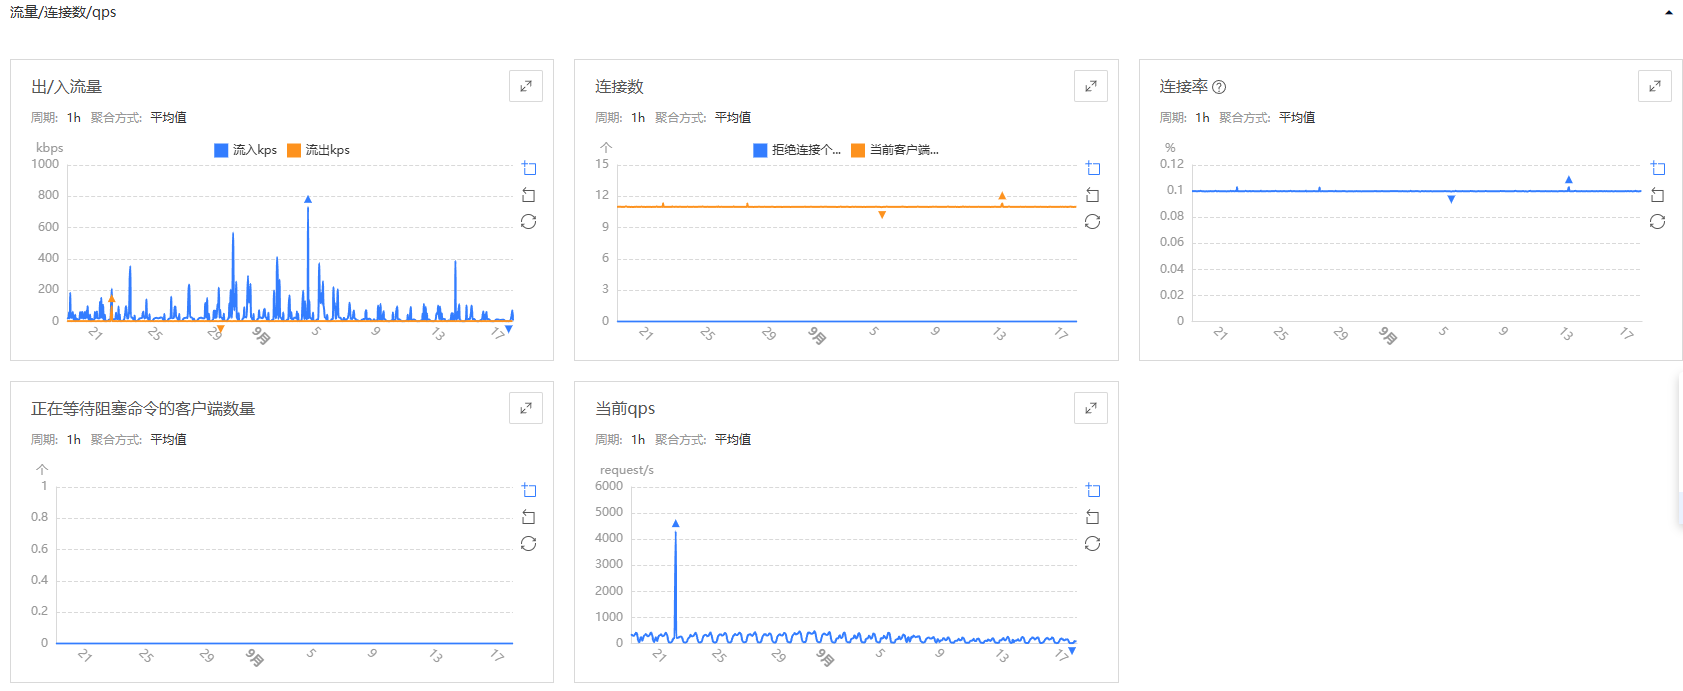 流量/连接数/qps
出/入流量
周期: 1h 聚合方式: 平均值
kbps
流入kps 流出kps
1000
800
600
400
200
0
21 25 29 9月 5 9 13 17
连接数
周期: 1h 聚合方式: 平均值
个
拒绝连接个... 当前客户端...
15
12
9
6
3
0
21 25 29 9月 5 9 13 17
连接率 ?
周期: 1h 聚合方式: 平均值
%
0.12
0.1
0.08
0.06
0.04
0.02
0
21 25 29 9月 5 9 13 17
正在等待阻塞命令的客户端数量
周期: 1h 聚合方式: 平均值
个
1
0.8
0.6
0.4
0.2
0
21 25 29 9月 5 9 13 17
当前qps
周期: 1h 聚合方式: 平均值
request/s
6000
5000
4000
3000
2000
1000
0
21 25 29 9月 5 9 13 17